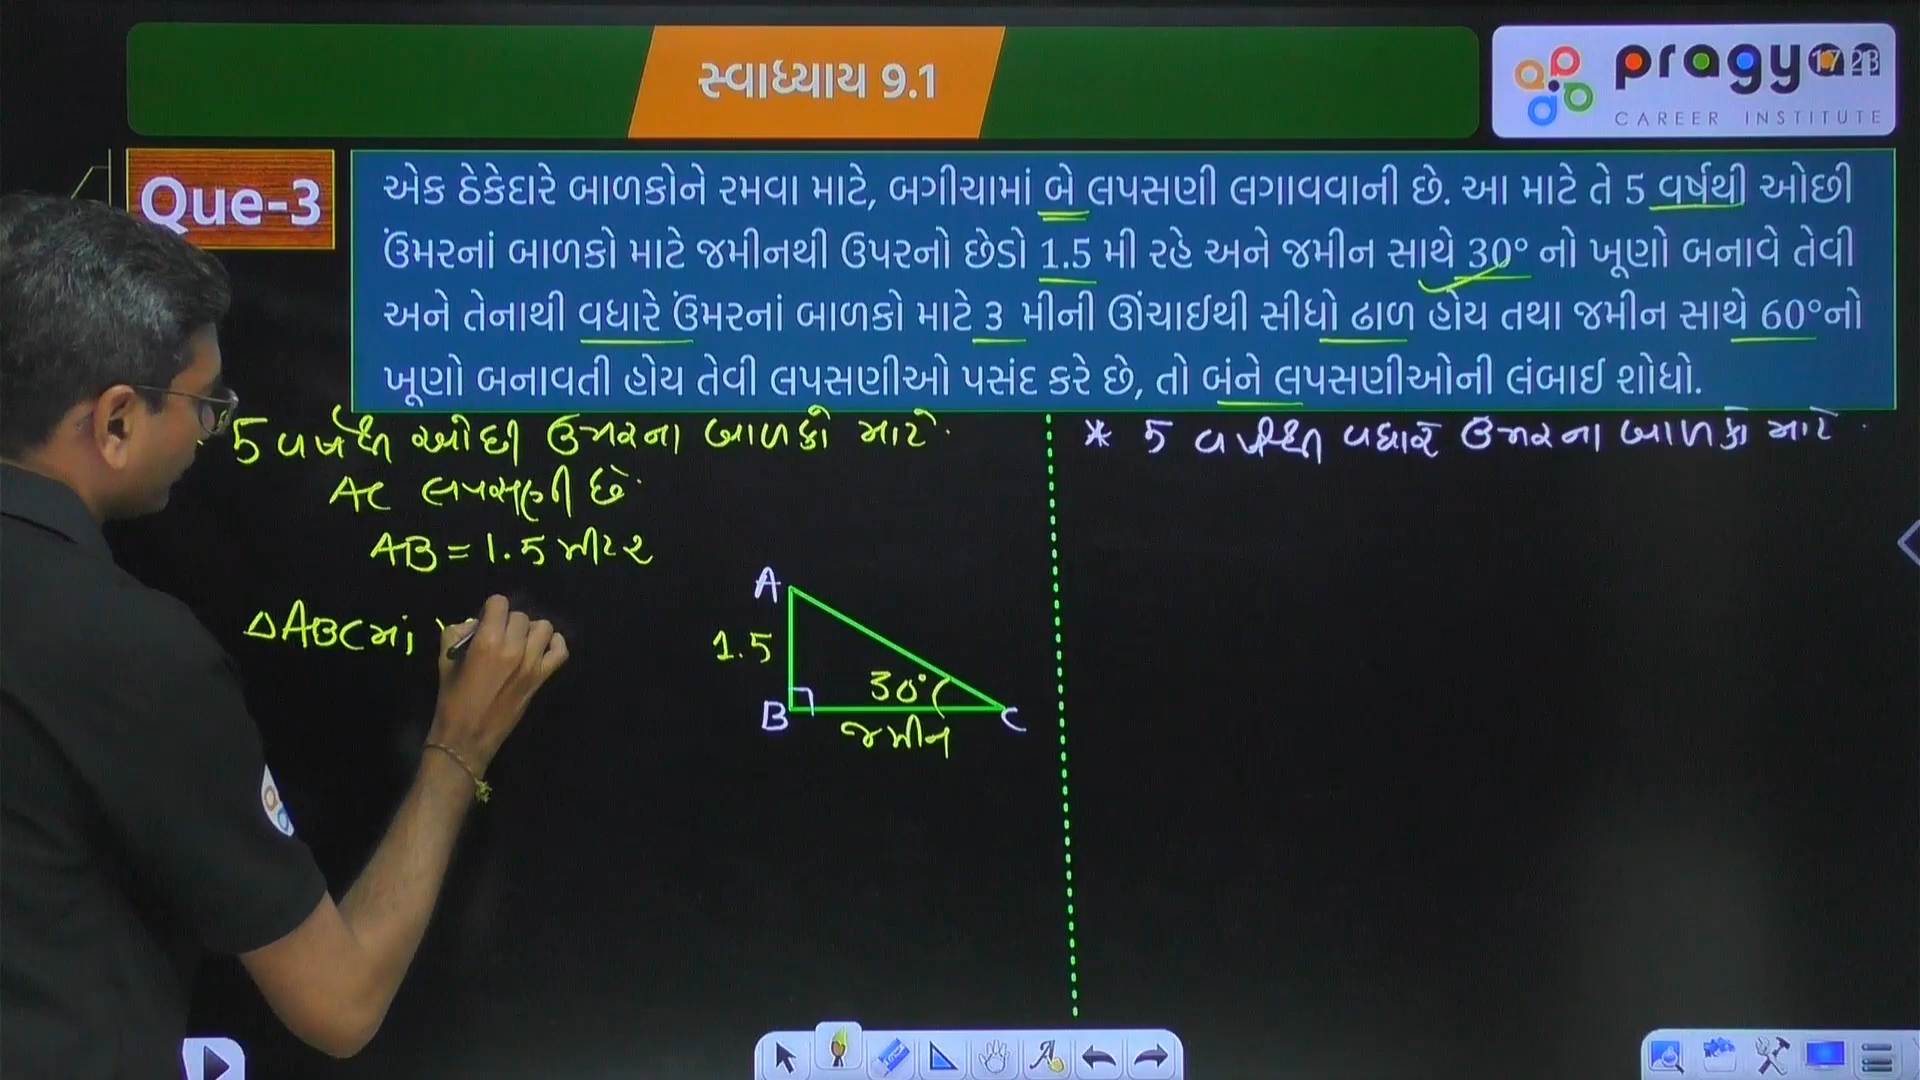 સ્વાધ્યાય 9.1
pragyan
CAREER INSTITUTE
Que-3
એક ઠેકેદારે બાળકોને રમવા માટે, બગીચામાં બે લપસણી લગાવવાની છે. આ માટે તે 5 વર્ષથી ઓછી
ઉંમરનાં બાળકો માટે જમીનથી ઉપરનો છેડો 1.5 મી રહે અને જમીન સાથે 30° નો ખૂણો બનાવે તેવી
અને તેનાથી વધારે ઉંમરનાં બાળકો માટે 3 મીની ઊંચાઈથી સીધો ઢાળ હોય તથા જમીન સાથે 60°નો
ખૂણો બનાવતી હોય તેવી લપસણીઓ પસંદ કરે છે, તો બંને લપસણીઓની લંબાઈ શોધો.
5 વર્ષથી ઓછી ઉંમરના બાળકો માટે
AC લપસણી છે
AB = 1.5 મીટર
△ABCમાં,
A
1.5
30°
B
C
જમીન
* 5 વર્ષથી વધારે ઉંમરના બાળકો માટે